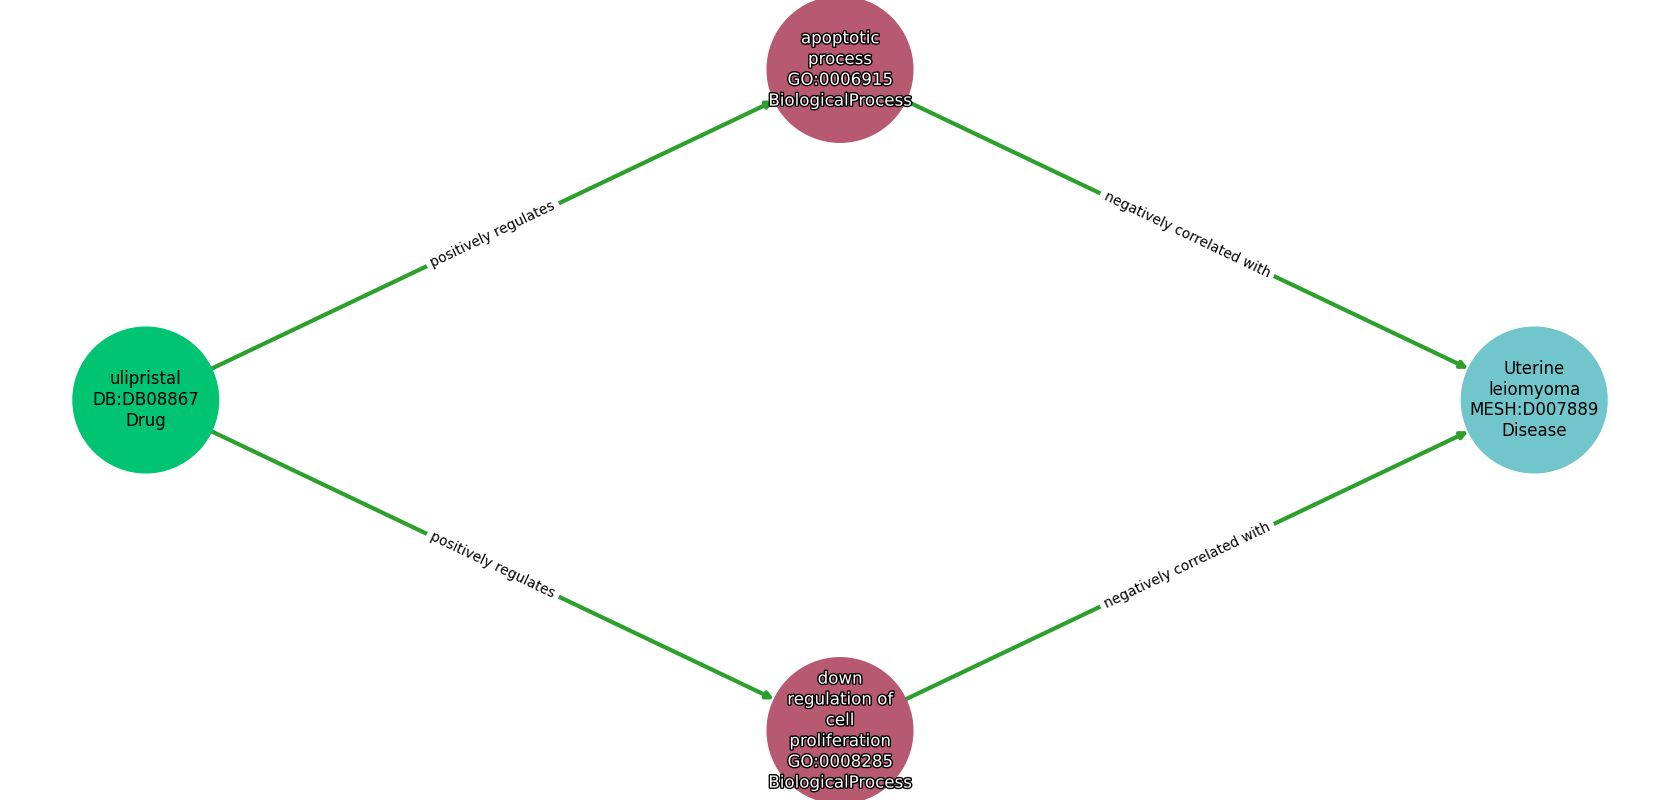 apoptotic
process
GO:0006915
BiologicalProcess
positively regulates
negatively correlated with
ulipristal
DB:DB08867
Drug
Uterine
leiomyoma
MESH:D007889
Disease
positively regulates
negatively correlated with
down
regulation of
cell
proliferation
GO:0008285
BiologicalProcess